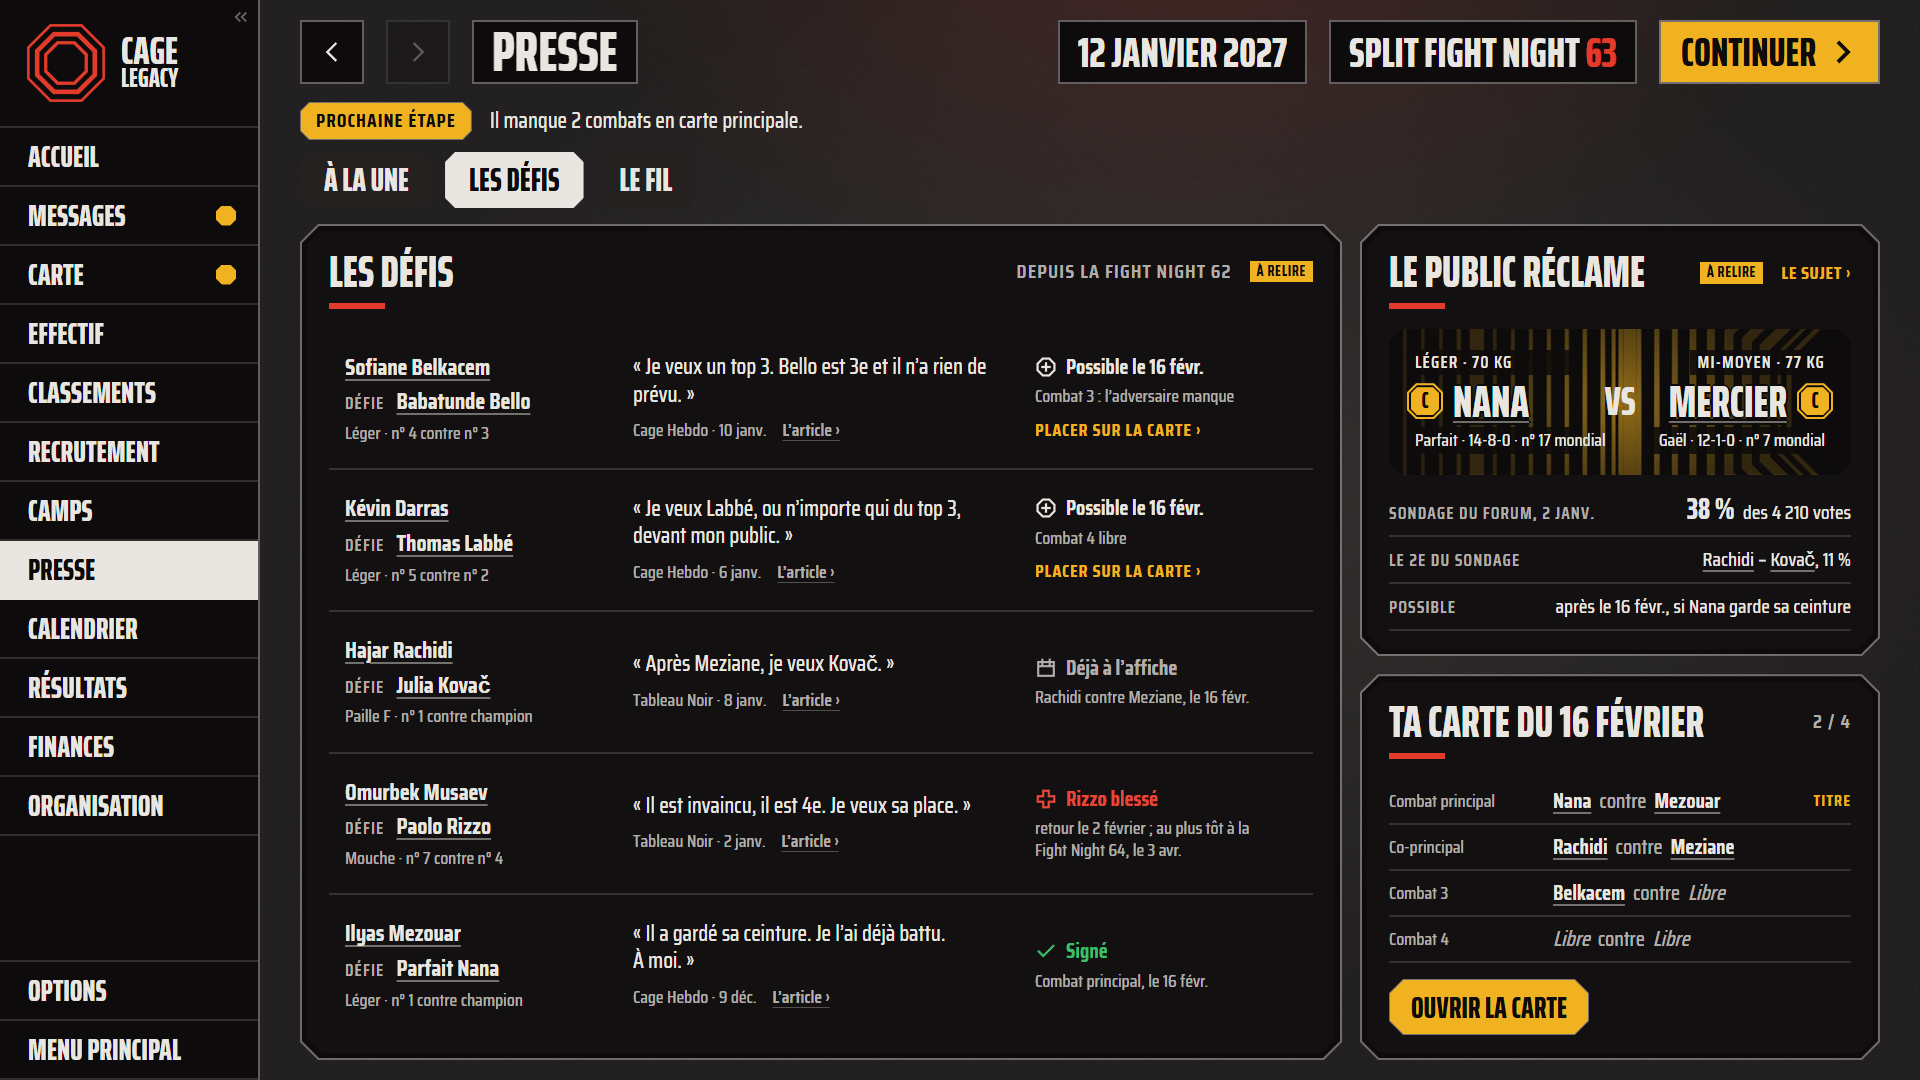 «
CAGE
LEGACY
ACCUEIL
MESSAGES
CARTE
EFFECTIF
CLASSEMENTS
RECRUTEMENT
CAMPS
PRESSE
CALENDRIER
RÉSULTATS
FINANCES
ORGANISATION
OPTIONS
MENU PRINCIPAL
PRESSE
12 JANVIER 2027
SPLIT FIGHT NIGHT 63
CONTINUER
PROCHAINE ÉTAPE
Il manque 2 combats en carte principale.
À LA UNE
LES DÉFIS
LE FIL
LES DÉFIS
DEPUIS LA FIGHT NIGHT 62
À RELIRE
Sofiane Belkacem
DÉFIE Babatunde Bello
Léger · n° 4 contre n° 3
« Je veux un top 3. Bello est 3e et il n’a rien de
prévu. »
Cage Hebdo · 10 janv. L’article ›
Possible le 16 févr.
Combat 3 : l’adversaire manque
PLACER SUR LA CARTE ›
Kévin Darras
DÉFIE Thomas Labbé
Léger · n° 5 contre n° 2
« Je veux Labbé, ou n’importe qui du top 3,
devant mon public. »
Cage Hebdo · 6 janv. L’article ›
Possible le 16 févr.
Combat 4 libre
PLACER SUR LA CARTE ›
Hajar Rachidi
DÉFIE Julia Kovač
Paille F · n° 1 contre champion
« Après Meziane, je veux Kovač. »
Tableau Noir · 8 janv. L’article ›
Déjà à l’affiche
Rachidi contre Meziane, le 16 févr.
Omurbek Musaev
DÉFIE Paolo Rizzo
Mouche · n° 7 contre n° 4
« Il est invaincu, il est 4e. Je veux sa place. »
Tableau Noir · 2 janv. L’article ›
Rizzo blessé
retour le 2 février ; au plus tôt à la
Fight Night 64, le 3 avr.
Ilyas Mezouar
DÉFIE Parfait Nana
Léger · n° 1 contre champion
« Il a gardé sa ceinture. Je l’ai déjà battu.
À moi. »
Cage Hebdo · 9 déc. L’article ›
Signé
Combat principal, le 16 févr.
LE PUBLIC RÉCLAME
À RELIRE
LE SUJET ›
LÉGER · 70 KG
MI-MOYEN · 77 KG
C NANA VS MERCIER C
Parfait · 14-8-0 · n° 17 mondial
Gaël · 12-1-0 · n° 7 mondial
SONDAGE DU FORUM, 2 JANV. 38 % des 4 210 votes
LE 2E DU SONDAGE Rachidi – Kovač, 11 %
POSSIBLE après le 16 févr., si Nana garde sa ceinture
TA CARTE DU 16 FÉVRIER 2 / 4
Combat principal Nana contre Mezouar TITRE
Co-principal Rachidi contre Meziane
Combat 3 Belkacem contre Libre
Combat 4 Libre contre Libre
OUVRIR LA CARTE